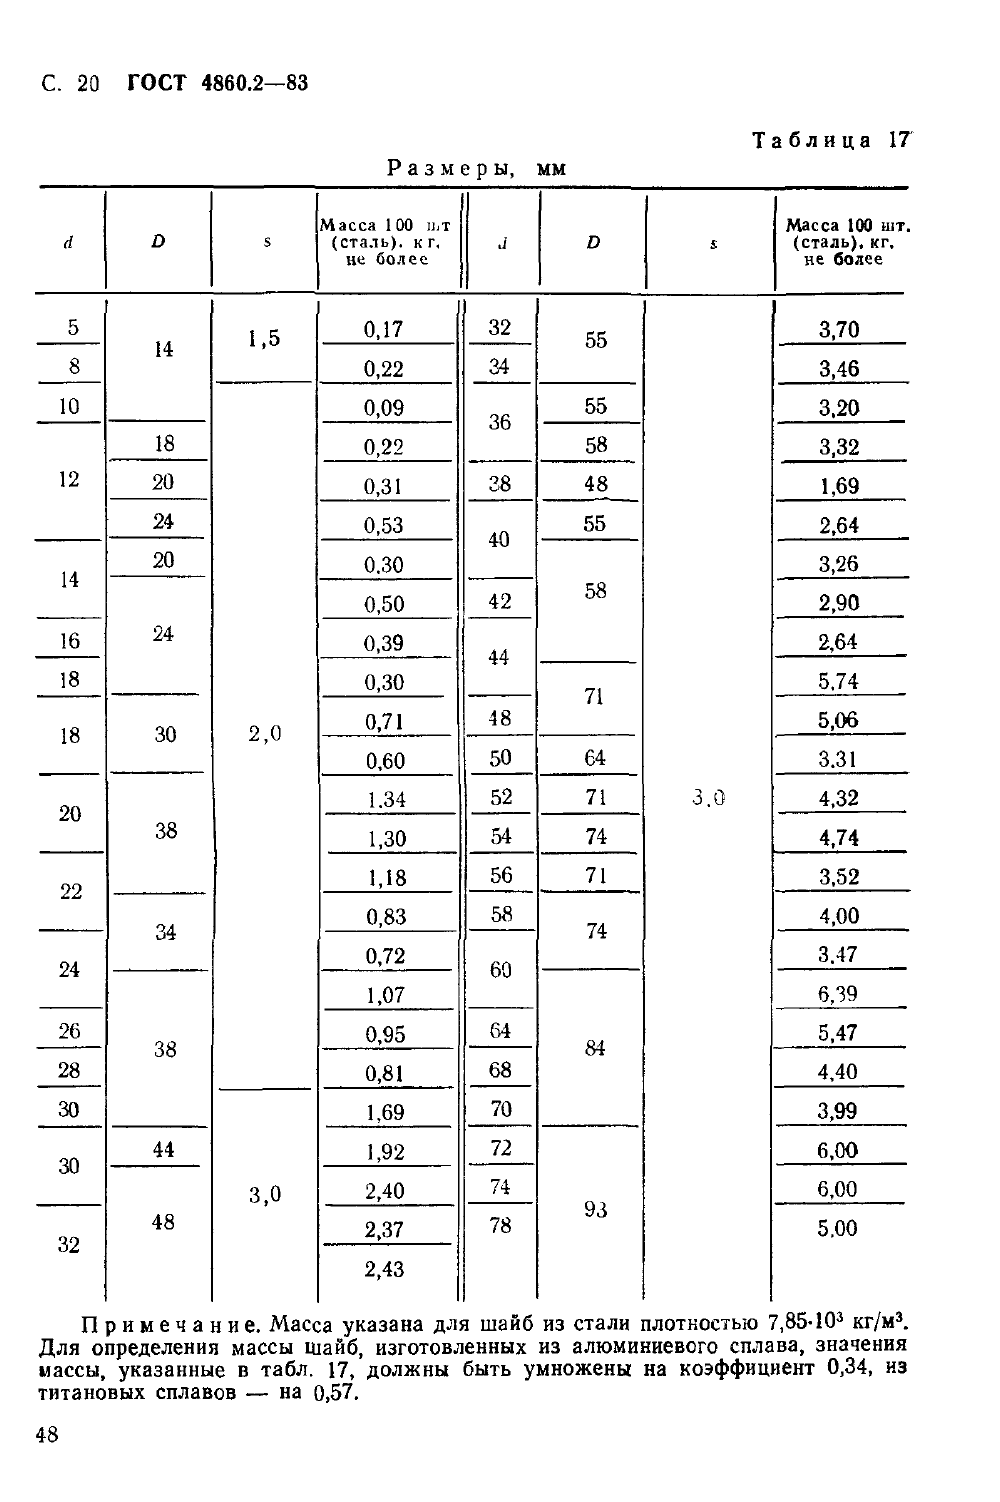 С. 20 ГОСТ 4860.2—83
Таблица 17
Размеры, мм
d D s Масса 100 шт (сталь). кг, не более d D s Масса 100 шт. (сталь), кг, не более
5 14 1,5 0,17 32 55 3,0 3,70
8 0,22 34 3,46
10 2,0 0,09 36 55 3,20
12 18 0,22 58 3,32
20 0,31 38 48 1,69
24 0,53 40 55 2,64
14 20 0,30 58 3,26
24 0,50 42 2,90
16 0,39 44 2,64
18 0,30 71 5,74
18 30 0,71 48 5,06
0,60 50 64 3,31
20 38 1.34 52 71 4,32
1,30 54 74 4,74
22 1,18 56 71 3,52
34 0,83 58 74 4,00
24 0,72 60 3,47
38 1,07 84 6,39
26 0,95 64 5,47
28 0,81 68 4,40
30 3,0 1,69 70 3,99
30 44 1,92 72 93 6,00
48 2,40 74 6,00
32 2,37 78 5,00
2,43
Примечание. Масса указана для шайб из стали плотностью 7,85·10³ кг/м³.
Для определения массы шайб, изготовленных из алюминиевого сплава, значения
массы, указанные в табл. 17, должны быть умножены на коэффициент 0,34, из
титановых сплавов — на 0,57.
48